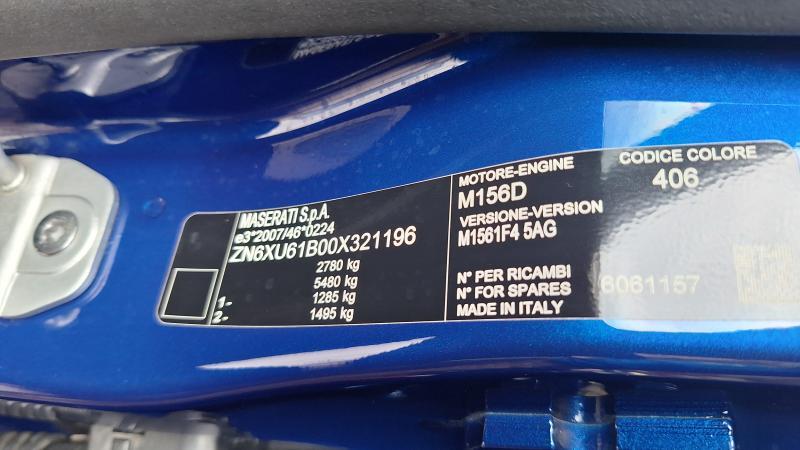 MASERATI S.p.A.
e3*2007/46*0224
ZN6XU61B00X321196
2780 kg
5480 kg
1- 1285 kg
2- 1495 kg
MOTORE-ENGINE
M156D
VERSIONE-VERSION
M1561F4 5AG
N° PER RICAMBI
N° FOR SPARES
MADE IN ITALY
6061157
CODICE COLORE
406